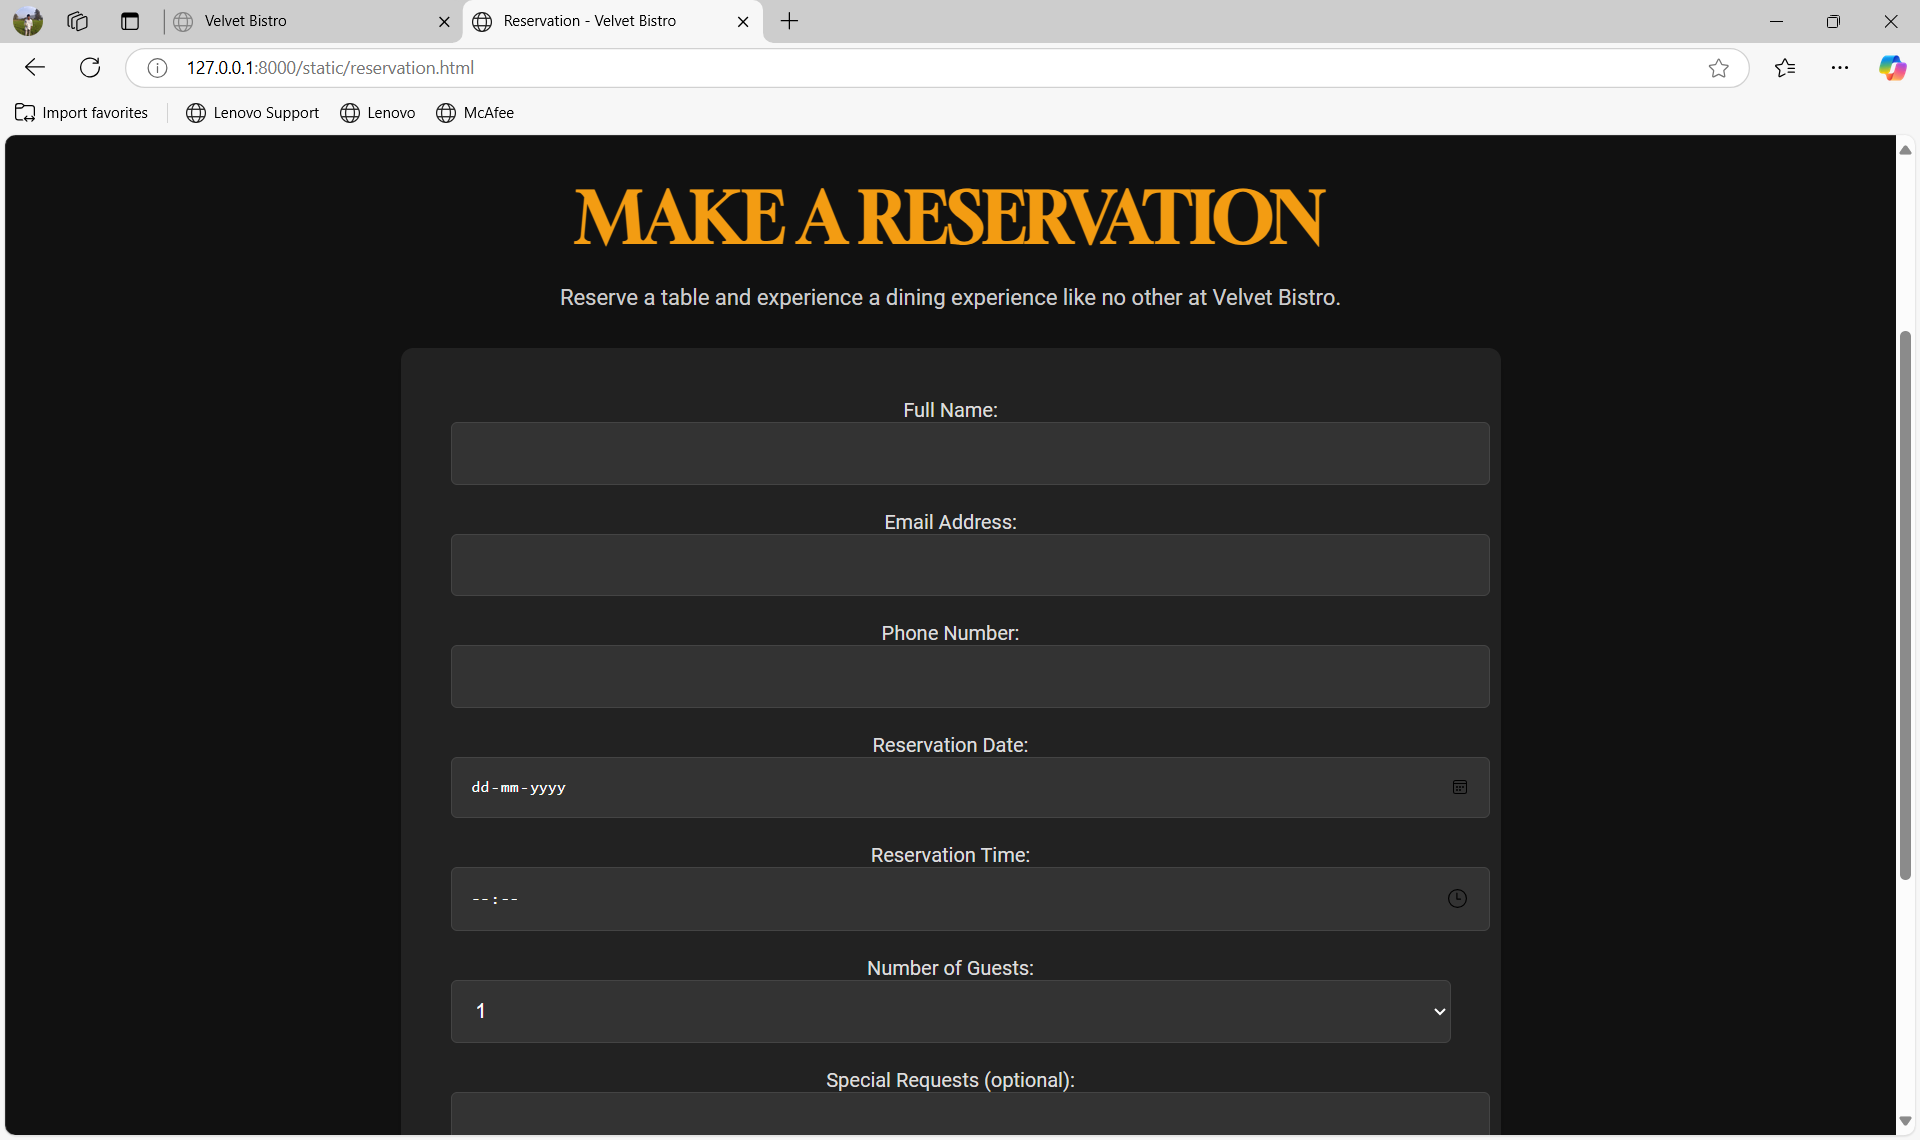 Velvet Bistro
Reservation - Velvet Bistro
127.0.0.1:8000/static/reservation.html
Import favorites
Lenovo Support
Lenovo
McAfee
MAKE A RESERVATION
Reserve a table and experience a dining experience like no other at Velvet Bistro.
Full Name:
Email Address:
Phone Number:
Reservation Date:
dd-mm-yyyy
Reservation Time:
--:--
Number of Guests:
1
Special Requests (optional):